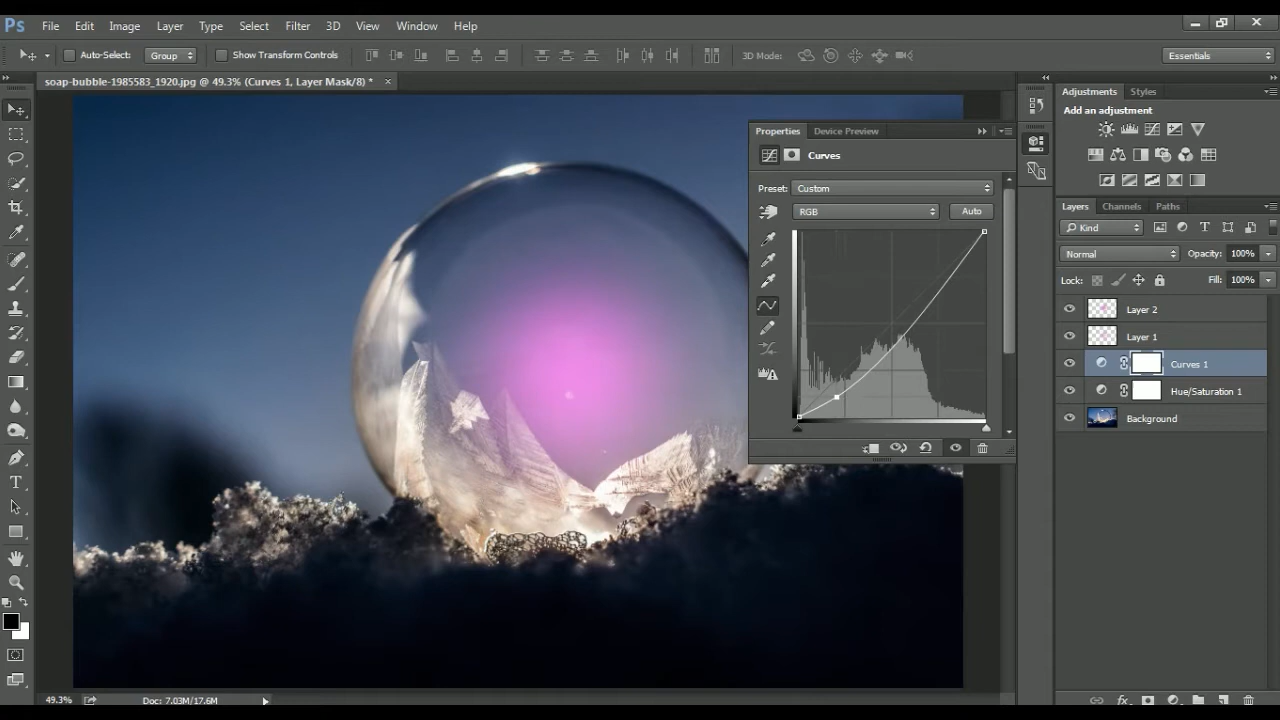 Ps File Edit Image Layer Type Select Filter 3D View Window Help
Auto-Select: Group Show Transform Controls 3D Mode: Essentials
soap-bubble-1985583_1920.jpg @ 49.3% (Curves 1, Layer Mask/8) * ×
Adjustments Styles
Add an adjustment
Properties Device Preview
Curves
Preset: Custom
RGB Auto
Layers Channels Paths
Kind
Normal Opacity: 100%
Lock: Fill: 100%
Layer 2
Layer 1
Curves 1
Hue/Saturation 1
Background
T
49.3% Doc: 7.03M/17.6M
fx